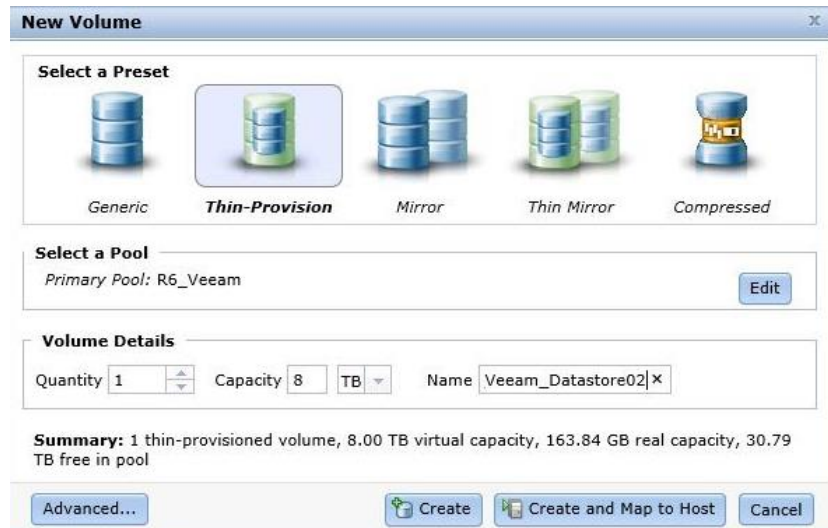 New Volume
Select a Preset
Generic Thin-Provision Mirror Thin Mirror Compressed
Select a Pool
Primary Pool: R6_Veeam Edit
Volume Details
Quantity 1 Capacity 8 TB Name Veeam_Datastore02
Summary: 1 thin-provisioned volume, 8.00 TB virtual capacity, 163.84 GB real capacity, 30.79
TB free in pool
Advanced... Create Create and Map to Host Cancel